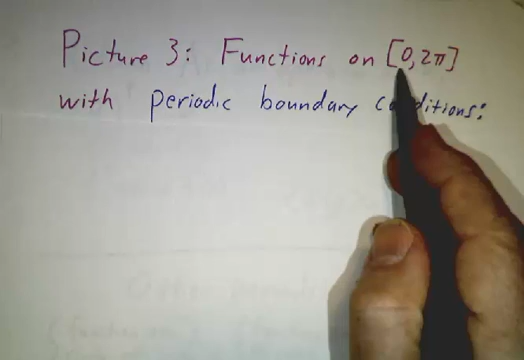 Picture 3: Functions on [0,2π]
with periodic boundary conditions: